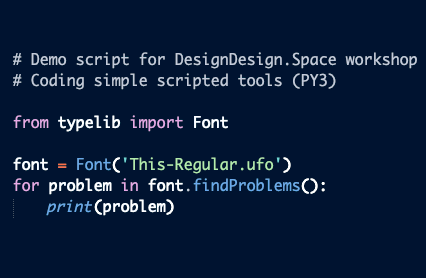 # Demo script for DesignDesign.Space workshop
# Coding simple scripted tools (PY3)
from typelib import Font
font = Font('This-Regular.ufo')
for problem in font.findProblems():
    print(problem)